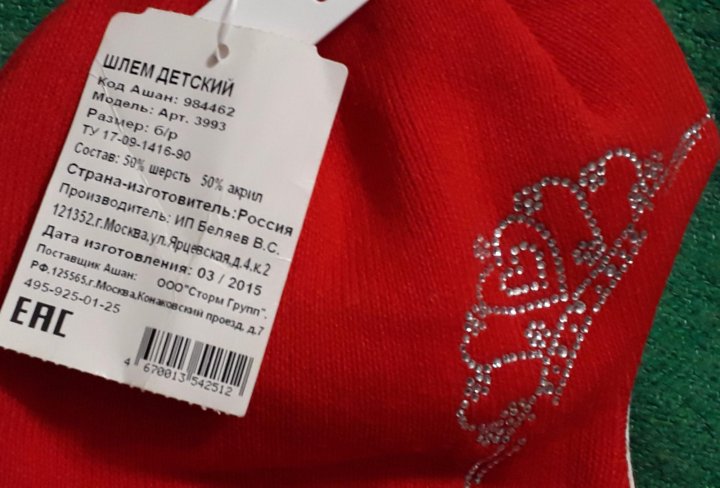 ШЛЕМ ДЕТСКИЙ
Код Ашан: 984462
Модель: Арт. 3993
Размер: б/р
ТУ 17-09-1416-90
Состав: 50% шерсть 50% акрил
Страна-изготовитель:Россия
Производитель: ИП Беляев В.С.
121352.г.Москва,ул.Ярцевская,д.4.к.2
Дата изготовления: 03 / 2015
Поставщик Ашан: ООО"Сторм Групп".
РФ.125565,г.Москва.Конаковский проезд, д.7
495-925-01-25
EAC
4 670013 542512